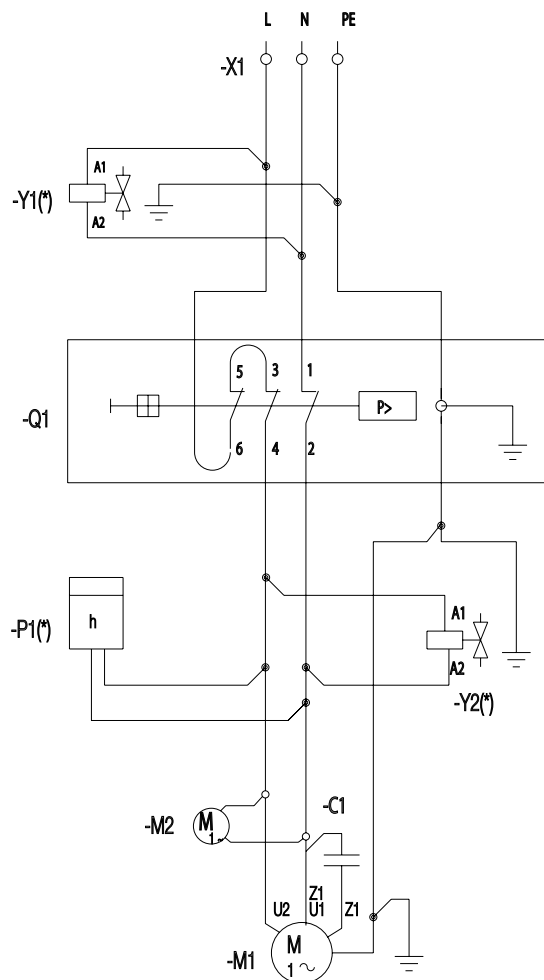 L N PE
-X1
A1
-Y1(*)
A2
5 3 1
P>
-Q1
6 4 2
h
-P1(*)
A1
A2
-Y2(*)
-C1
-M2
M
1~
Z1
U2 U1 Z1
-M1
M
1~